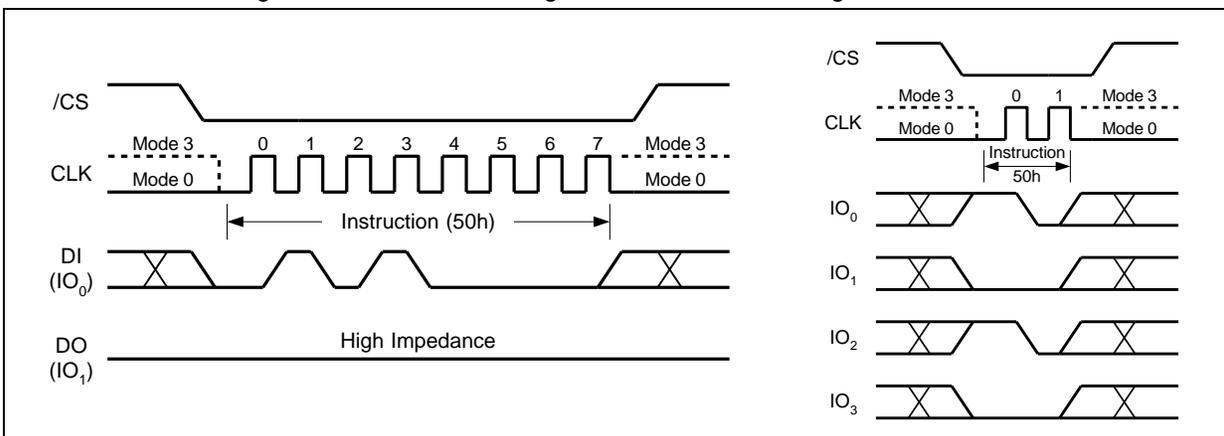 /CS
Mode 3 0 1 2 3 4 5 6 7 Mode 3
CLK
Mode 0 Mode 0
Instruction (50h)
DI
(IO0)
High Impedance
DO
(IO1)
/CS
Mode 3 0 1 Mode 3
CLK
Mode 0 Mode 0
Instruction
50h
IO0
IO1
IO2
IO3